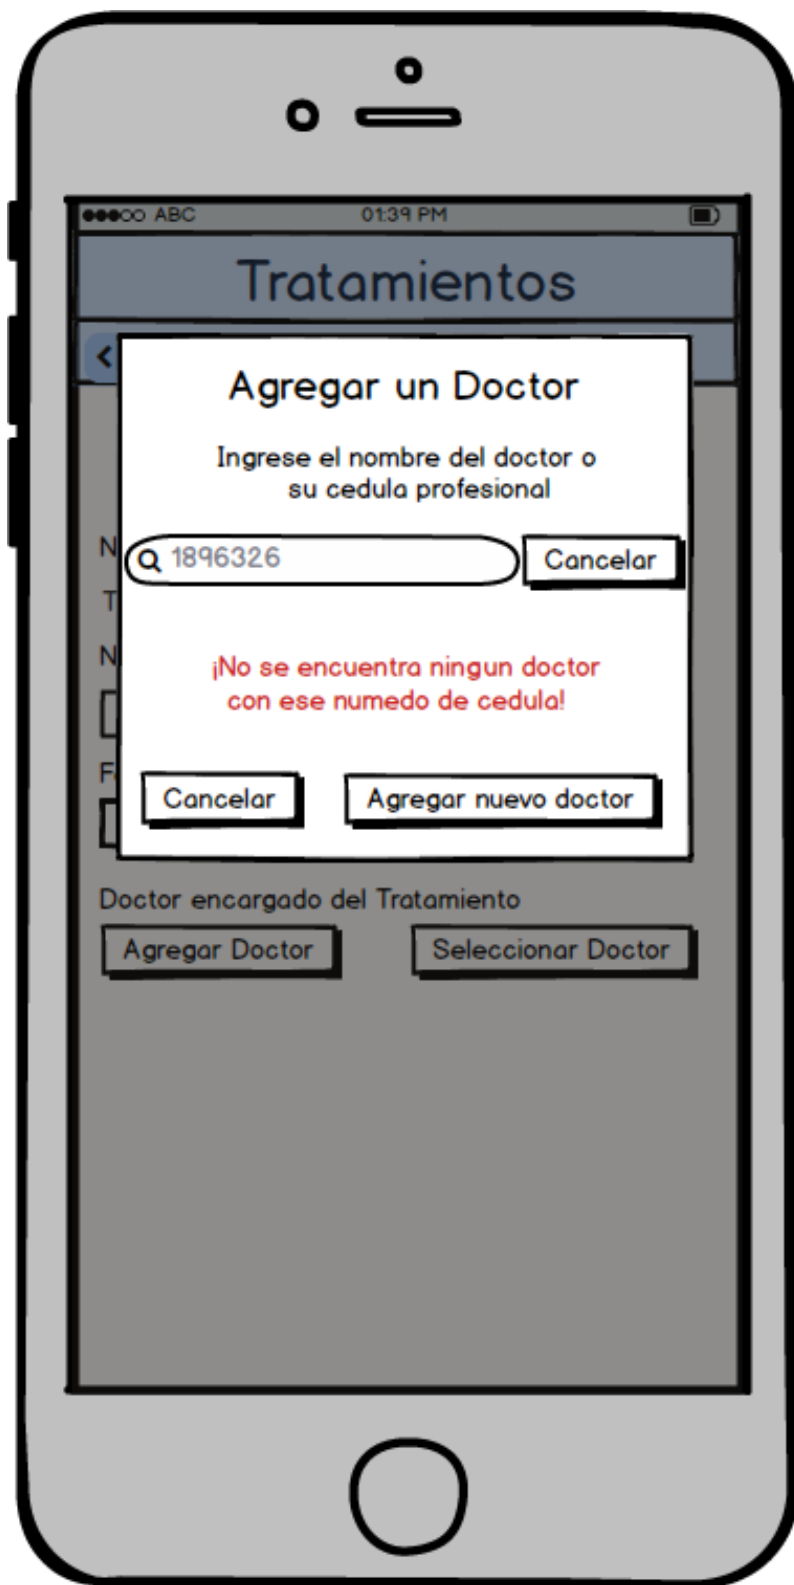 ABC 01:39 PM
Tratamientos
Agregar un Doctor
Ingrese el nombre del doctor o
su cedula profesional
1896326 Cancelar
¡No se encuentra ningun doctor
con ese numedo de cedula!
Cancelar Agregar nuevo doctor
Doctor encargado del Tratamiento
Agregar Doctor Seleccionar Doctor